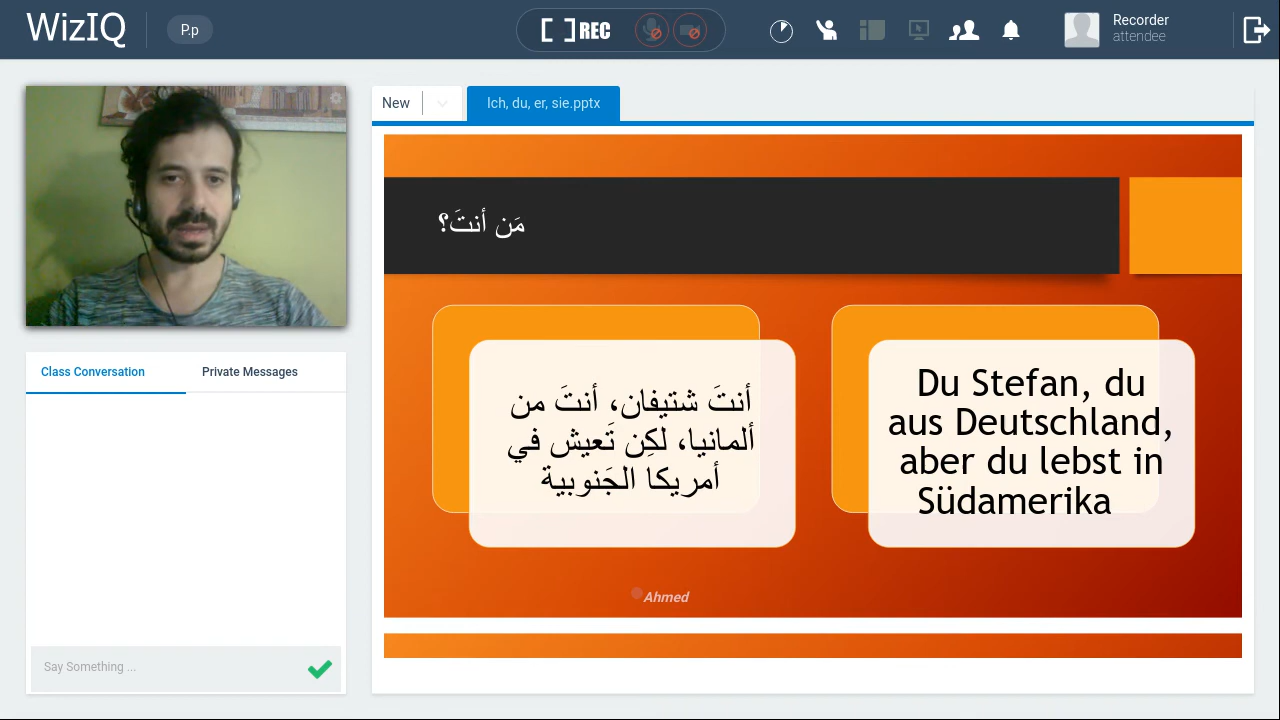 WizIQ
P.p
[ ] REC
Recorder
attendee
New
Ich, du, er, sie.pptx
مَن أنتَ؟
أنتَ شتيفان، أنتَ من
ألمانيا، لكِن تَعيش في
أمريكا الجَنوبية
Du Stefan, du
aus Deutschland,
aber du lebst in
Südamerika
Ahmed
Class Conversation
Private Messages
Say Something ...